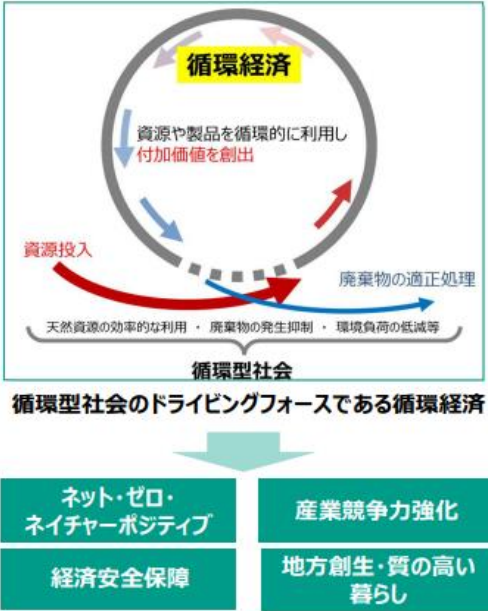 循環経済
資源や製品を循環的に利用し
付加価値を創出
資源投入
廃棄物の適正処理
天然資源の効率的な利用 ・ 廃棄物の発生抑制 ・ 環境負荷の低減等
循環型社会
循環型社会のドライビングフォースである循環経済
ネット・ゼロ・
ネイチャーポジティブ
産業競争力強化
経済安全保障
地方創生・質の高い
暮らし